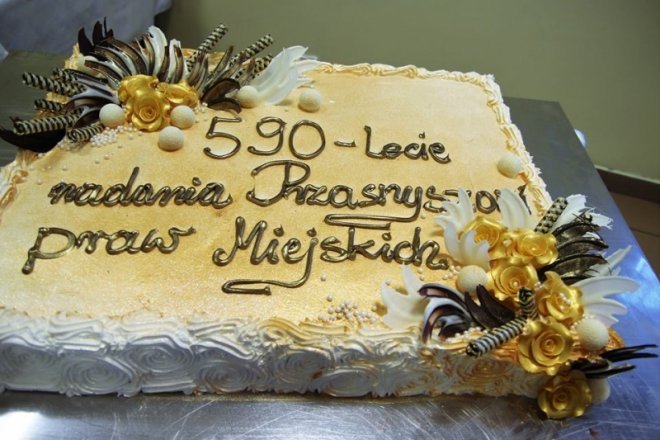 590-Lecie
nadania Przasnyszowi
praw Miejskich